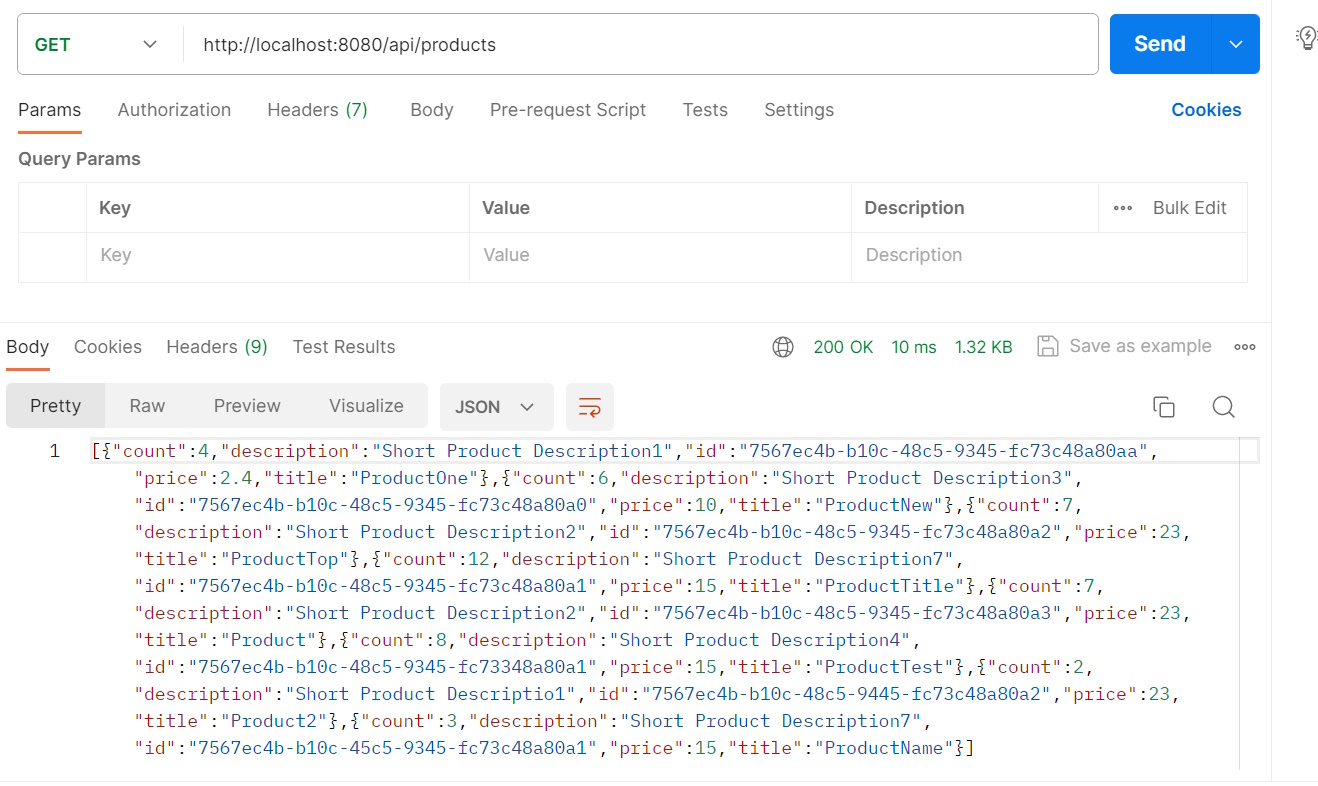 GET http://localhost:8080/api/products Send
Params Authorization Headers (7) Body Pre-request Script Tests Settings Cookies
Query Params
Key Value Description Bulk Edit
Key Value Description
Body Cookies Headers (9) Test Results 200 OK 10 ms 1.32 KB Save as example
Pretty Raw Preview Visualize JSON
1 [{"count":4,"description":"Short Product Description1","id":"7567ec4b-b10c-48c5-9345-fc73c48a80aa",
"price":2.4,"title":"ProductOne"},{"count":6,"description":"Short Product Description3",
"id":"7567ec4b-b10c-48c5-9345-fc73c48a80a0","price":10,"title":"ProductNew"},{"count":7,
"description":"Short Product Description2","id":"7567ec4b-b10c-48c5-9345-fc73c48a80a2","price":23,
"title":"ProductTop"},{"count":12,"description":"Short Product Description7",
"id":"7567ec4b-b10c-48c5-9345-fc73c48a80a1","price":15,"title":"ProductTitle"},{"count":7,
"description":"Short Product Description2","id":"7567ec4b-b10c-48c5-9345-fc73c48a80a3","price":23,
"title":"Product"},{"count":8,"description":"Short Product Description4",
"id":"7567ec4b-b10c-48c5-9345-fc73348a80a1","price":15,"title":"ProductTest"},{"count":2,
"description":"Short Product Descriptio1","id":"7567ec4b-b10c-48c5-9445-fc73c48a80a2","price":23,
"title":"Product2"},{"count":3,"description":"Short Product Description7",
"id":"7567ec4b-b10c-45c5-9345-fc73c48a80a1","price":15,"title":"ProductName"}]